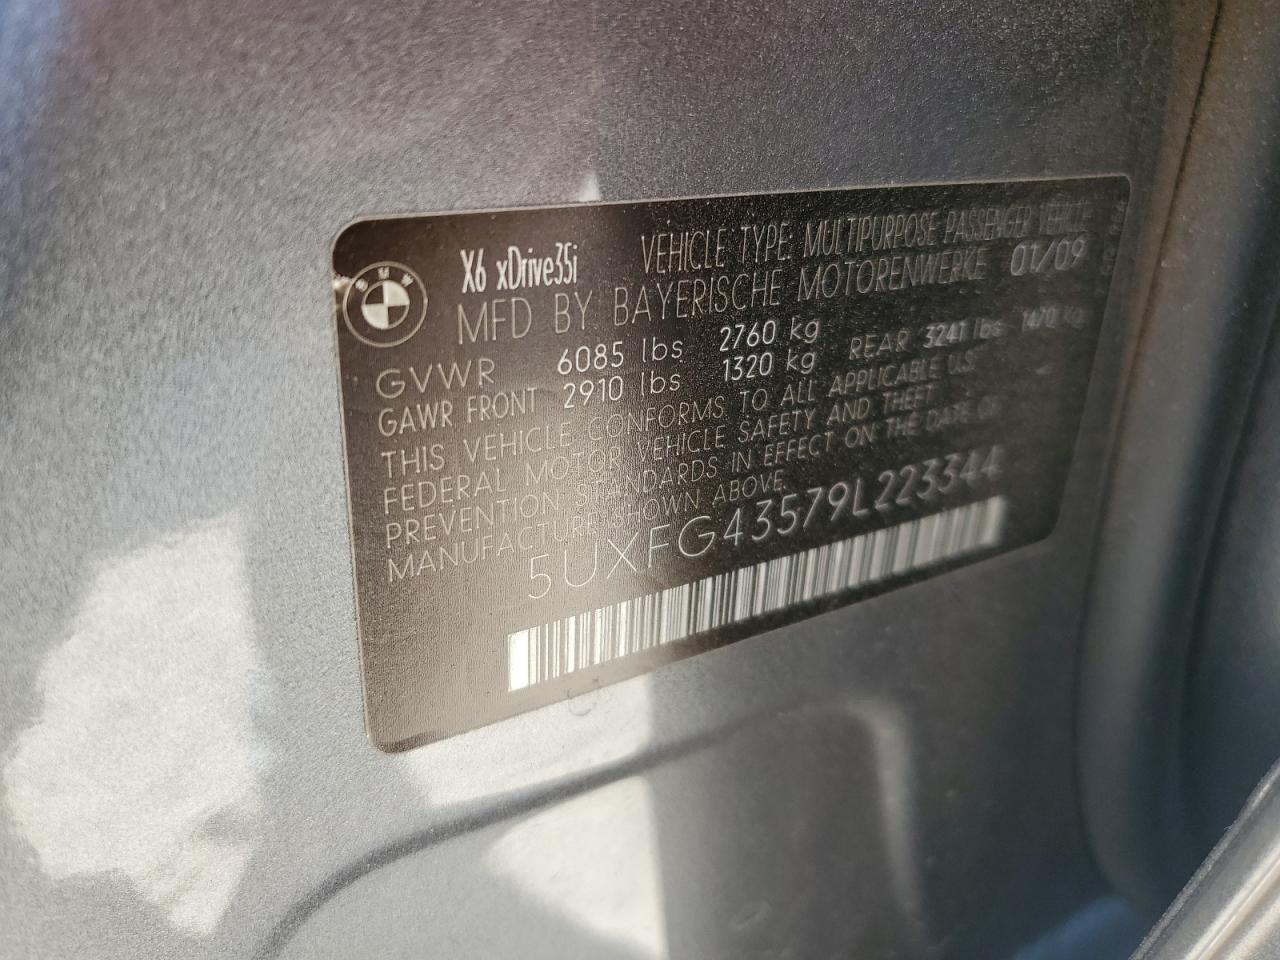 X6 xDrive35i VEHICLE TYPE MULTIPURPOSE PASSENGER VEHICLE
MFD BY BAYERISCHE MOTORENWERKE 01/09
GVWR 6085 lbs 2760 kg
GAWR FRONT 2910 lbs 1320 kg REAR 3241 lbs 1470 kg
THIS VEHICLE CONFORMS TO ALL APPLICABLE US
FEDERAL MOTOR VEHICLE SAFETY AND THEFT
PREVENTION STANDARDS IN EFFECT ON THE DATE OF
MANUFACTURE SHOWN ABOVE.
5UXFG43579L223344